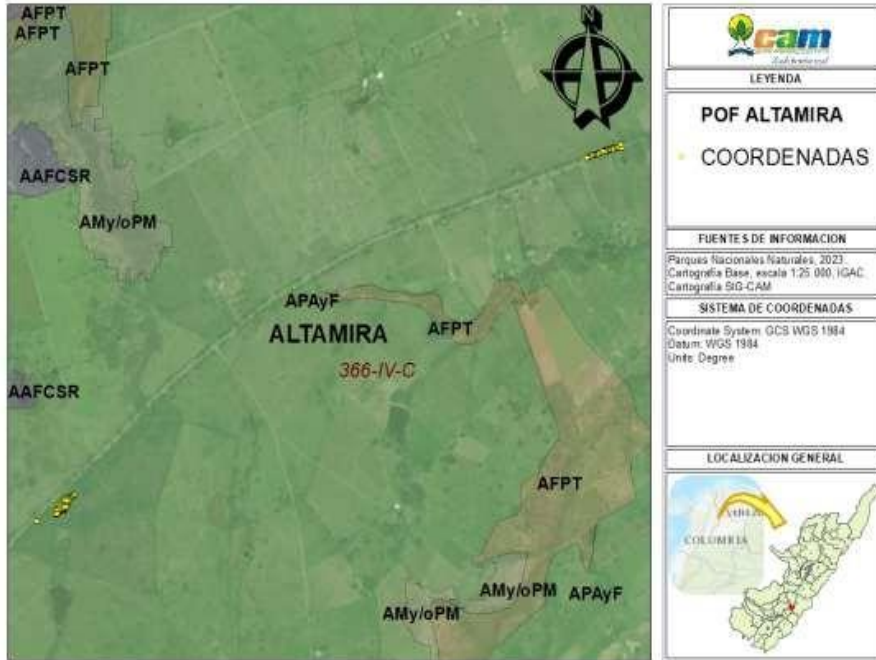 AFPT
AFPT
AFPT
AAFCSR
AMy/oPM
APAyF
AFPT
ALTAMIRA
366-IV-C
AAFCSR
AFPT
AMy/oPM
APAyF
AMy/oPM
N
cam
LEYENDA
POF ALTAMIRA
COORDENADAS
FUENTES DE INFORMACION
Parques Nacionales Naturales, 2023.
Cartografía Base, escala 1:25.000, IGAC.
Cartografía SIG-CAM
SISTEMA DE COORDENADAS
Coordinate System: GCS WGS 1984
Datum: WGS 1984
Units: Degree
LOCALIZACION GENERAL
COLOMBIA